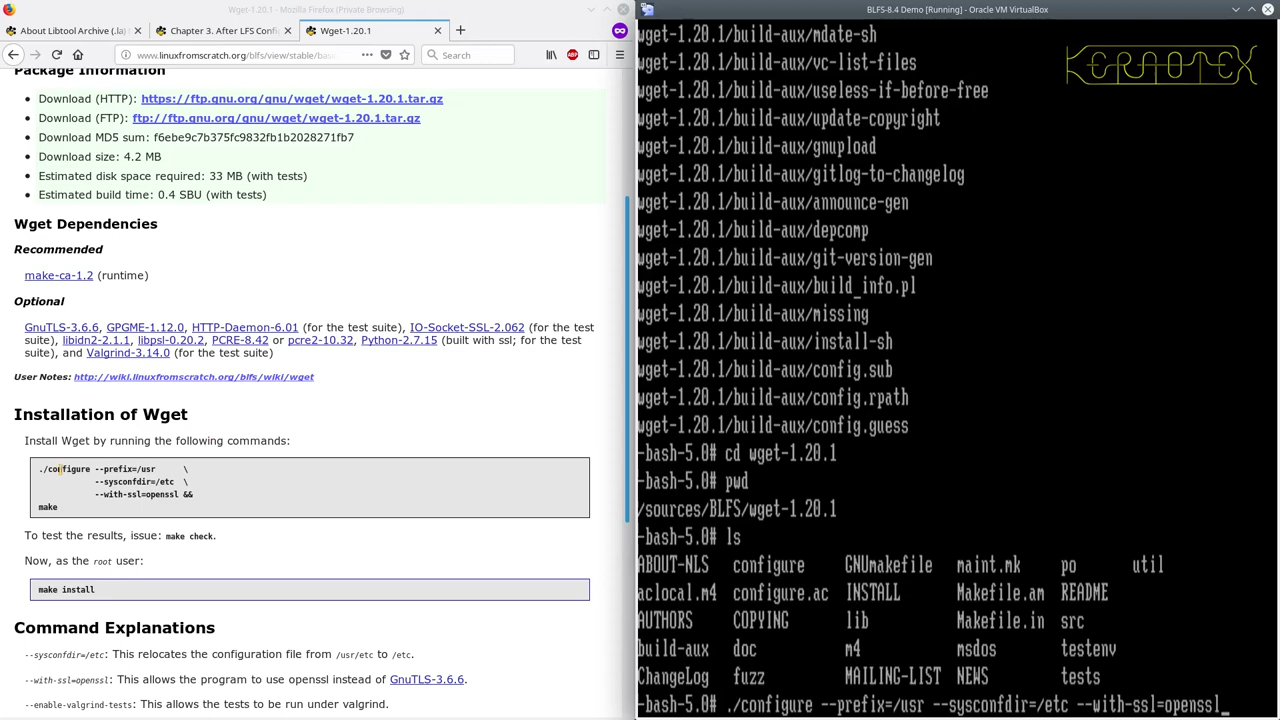 Wget-1.20.1 - Mozilla Firefox (Private Browsing)
About Libtool Archive (.la)
Chapter 3. After LFS Confi
Wget-1.20.1
www.linuxfromscratch.org/blfs/view/stable/bas
Search
Package Information
Download (HTTP): https://ftp.gnu.org/gnu/wget/wget-1.20.1.tar.gz
Download (FTP): ftp://ftp.gnu.org/gnu/wget/wget-1.20.1.tar.gz
Download MD5 sum: f6ebe9c7b375fc9832fb1b2028271fb7
Download size: 4.2 MB
Estimated disk space required: 33 MB (with tests)
Estimated build time: 0.4 SBU (with tests)
Wget Dependencies
Recommended
make-ca-1.2 (runtime)
Optional
GnuTLS-3.6.6, GPGME-1.12.0, HTTP-Daemon-6.01 (for the test suite), IO-Socket-SSL-2.062 (for the test
suite), libidn2-2.1.1, libpsl-0.20.2, PCRE-8.42 or pcre2-10.32, Python-2.7.15 (built with ssl; for the test
suite), and Valgrind-3.14.0 (for the test suite)
User Notes: http://wiki.linuxfromscratch.org/blfs/wiki/wget
Installation of Wget
Install Wget by running the following commands:
./configure --prefix=/usr \
--sysconfdir=/etc \
--with-ssl=openssl &&
make
To test the results, issue: make check.
Now, as the root user:
make install
Command Explanations
--sysconfdir=/etc: This relocates the configuration file from /usr/etc to /etc.
--with-ssl=openssl: This allows the program to use openssl instead of GnuTLS-3.6.6.
--enable-valgrind-tests: This allows the tests to be run under valgrind.
BLFS-8.4 Demo [Running] - Oracle VM VirtualBox
KERAOTEX
wget-1.20.1/build-aux/mdate-sh
wget-1.20.1/build-aux/vc-list-files
wget-1.20.1/build-aux/useless-if-before-free
wget-1.20.1/build-aux/update-copyright
wget-1.20.1/build-aux/gnupload
wget-1.20.1/build-aux/gitlog-to-changelog
wget-1.20.1/build-aux/announce-gen
wget-1.20.1/build-aux/depcomp
wget-1.20.1/build-aux/git-version-gen
wget-1.20.1/build-aux/build_info.pl
wget-1.20.1/build-aux/missing
wget-1.20.1/build-aux/install-sh
wget-1.20.1/build-aux/config.sub
wget-1.20.1/build-aux/config.rpath
wget-1.20.1/build-aux/config.guess
-bash-5.0# cd wget-1.20.1
-bash-5.0# pwd
/sources/BLFS/wget-1.20.1
-bash-5.0# ls
ABOUT-NLS configure GNUmakefile maint.mk po util
aclocal.m4 configure.ac INSTALL Makefile.am README
AUTHORS COPYING lib Makefile.in src
build-aux doc m4 msdos testenv
ChangeLog fuzz MAILING-LIST NEWS tests
-bash-5.0# ./configure --prefix=/usr --sysconfdir=/etc --with-ssl=openssl_